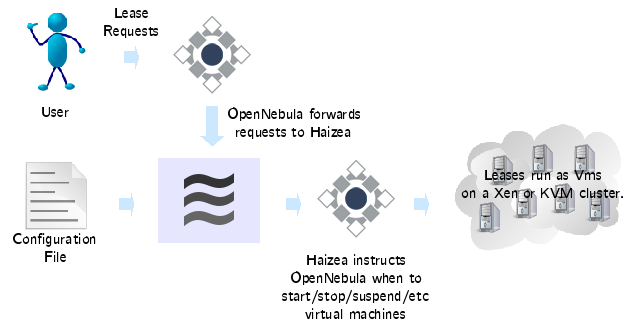 Lease
Requests
User
OpenNebula forwards
requests to Haizea
Configuration
File
Leases run as Vms
on a Xen or KVM cluster.
Haizea instructs
OpenNebula when to
start/stop/suspend/etc
virtual machines